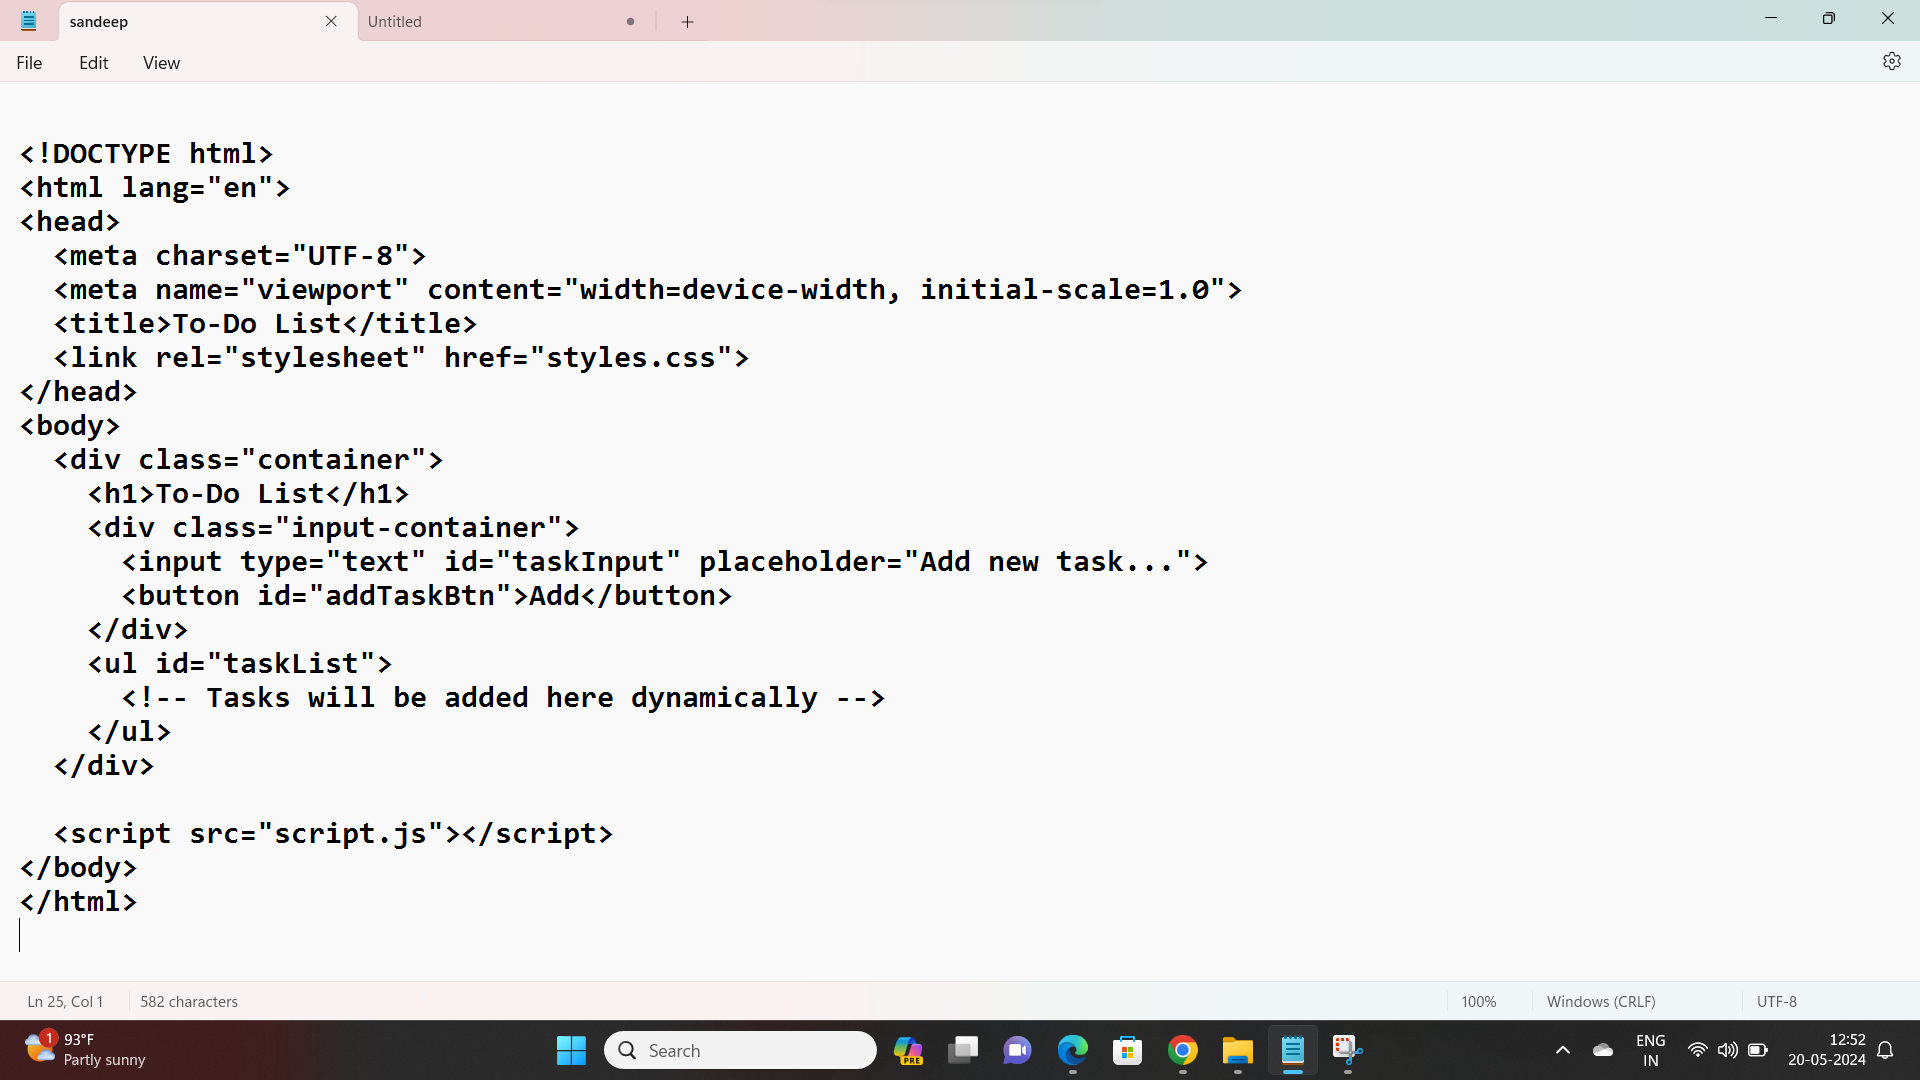 sandeep
Untitled
File Edit View
<!DOCTYPE html>
<html lang="en">
<head>
  <meta charset="UTF-8">
  <meta name="viewport" content="width=device-width, initial-scale=1.0">
  <title>To-Do List</title>
  <link rel="stylesheet" href="styles.css">
</head>
<body>
  <div class="container">
    <h1>To-Do List</h1>
    <div class="input-container">
      <input type="text" id="taskInput" placeholder="Add new task...">
      <button id="addTaskBtn">Add</button>
    </div>
    <ul id="taskList">
      <!-- Tasks will be added here dynamically -->
    </ul>
  </div>
  <script src="script.js"></script>
</body>
</html>
Ln 25, Col 1 582 characters 100% Windows (CRLF) UTF-8
1
93°F
Partly sunny
Search
PRE
ENG
IN
12:52
20-05-2024